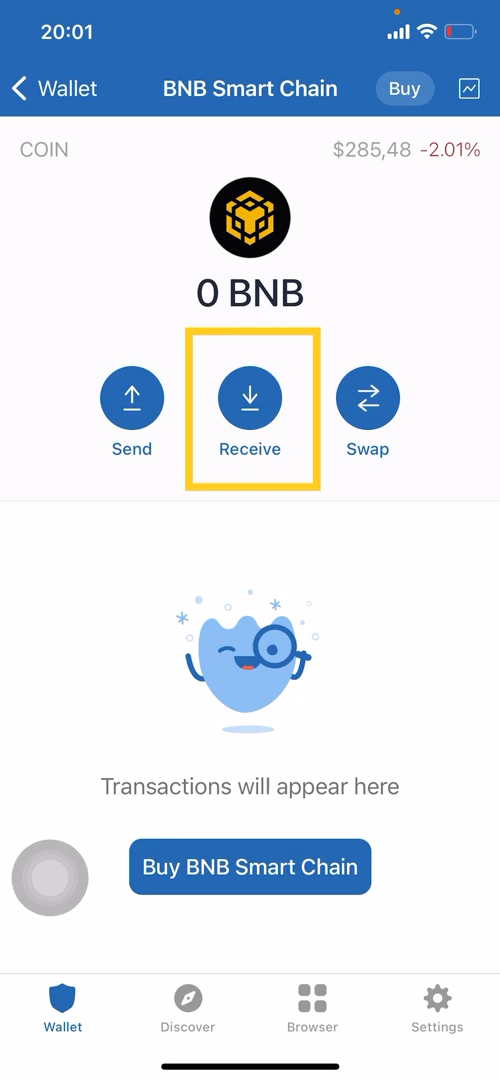 20:01
Wallet
BNB Smart Chain
Buy
COIN
$285,48 -2.01%
0 BNB
Send
Receive
Swap
Transactions will appear here
Buy BNB Smart Chain
Wallet
Discover
Browser
Settings